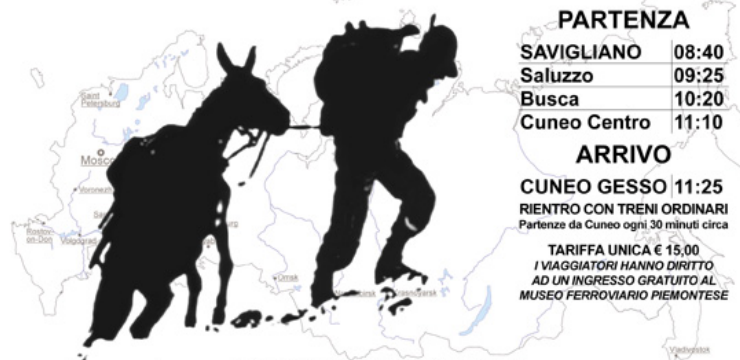 PARTENZA
SAVIGLIANO 08:40
Saluzzo 09:25
Busca 10:20
Cuneo Centro 11:10
ARRIVO
CUNEO GESSO 11:25
RIENTRO CON TRENI ORDINARI
Partenze da Cuneo ogni 30 minuti circa
TARIFFA UNICA € 15,00
I VIAGGIATORI HANNO DIRITTO
AD UN INGRESSO GRATUITO AL
MUSEO FERROVIARIO PIEMONTESE
Saint
Petersburg
Mosco
Voronezh
Rostov-
on-Don
Volgograd
Omsk
Vladivostok